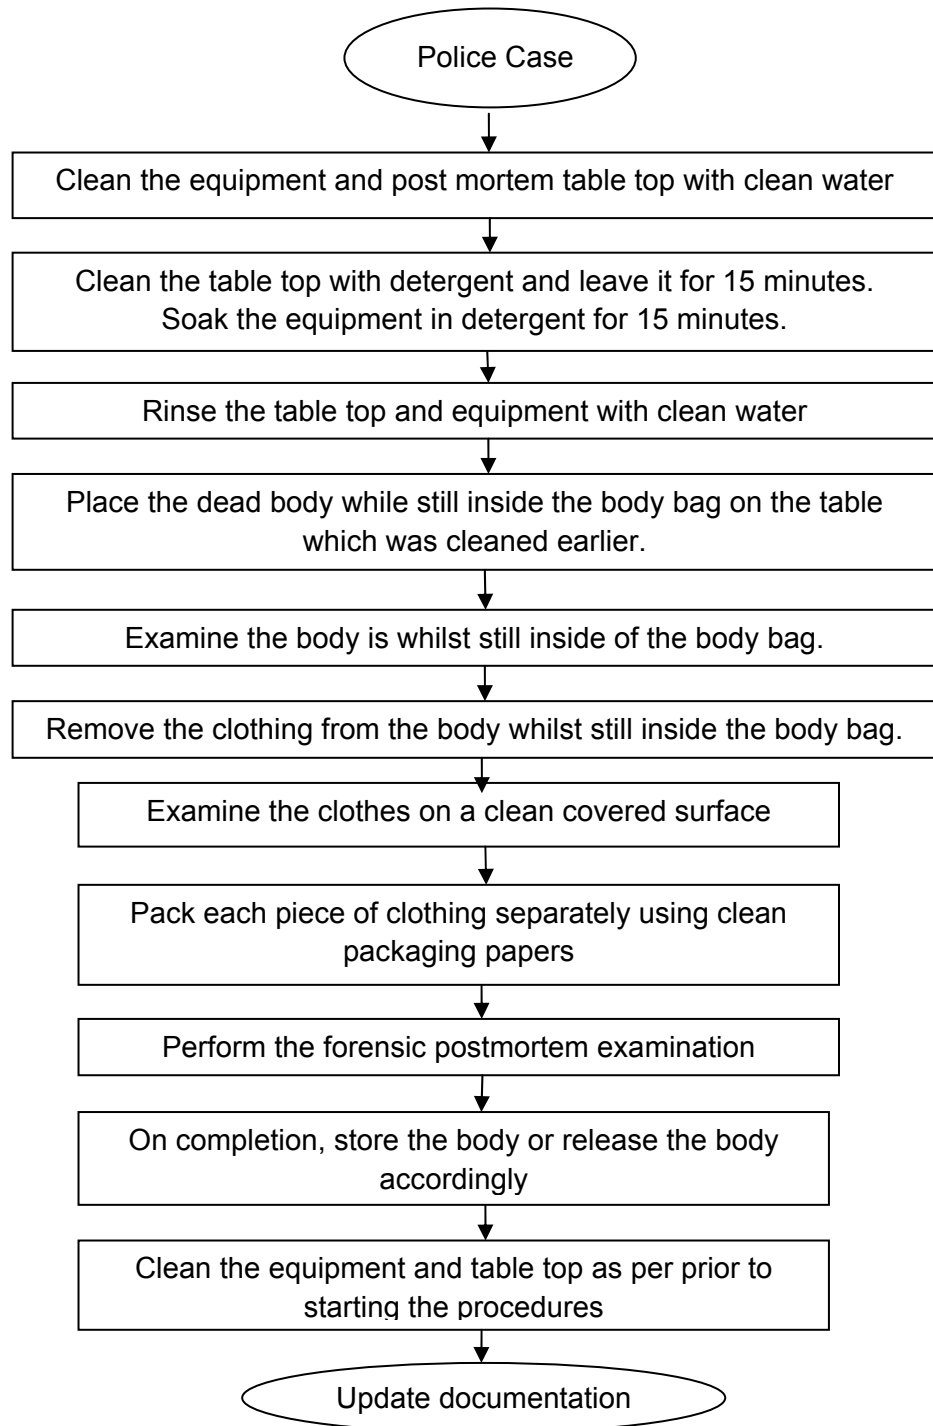 Police Case
Clean the equipment and post mortem table top with clean water
Clean the table top with detergent and leave it for 15 minutes.
Soak the equipment in detergent for 15 minutes.
Rinse the table top and equipment with clean water
Place the dead body while still inside the body bag on the table
which was cleaned earlier.
Examine the body is whilst still inside of the body bag.
Remove the clothing from the body whilst still inside the body bag.
Examine the clothes on a clean covered surface
Pack each piece of clothing separately using clean
packaging papers
Perform the forensic postmortem examination
On completion, store the body or release the body
accordingly
Clean the equipment and table top as per prior to
starting the procedures
Update documentation